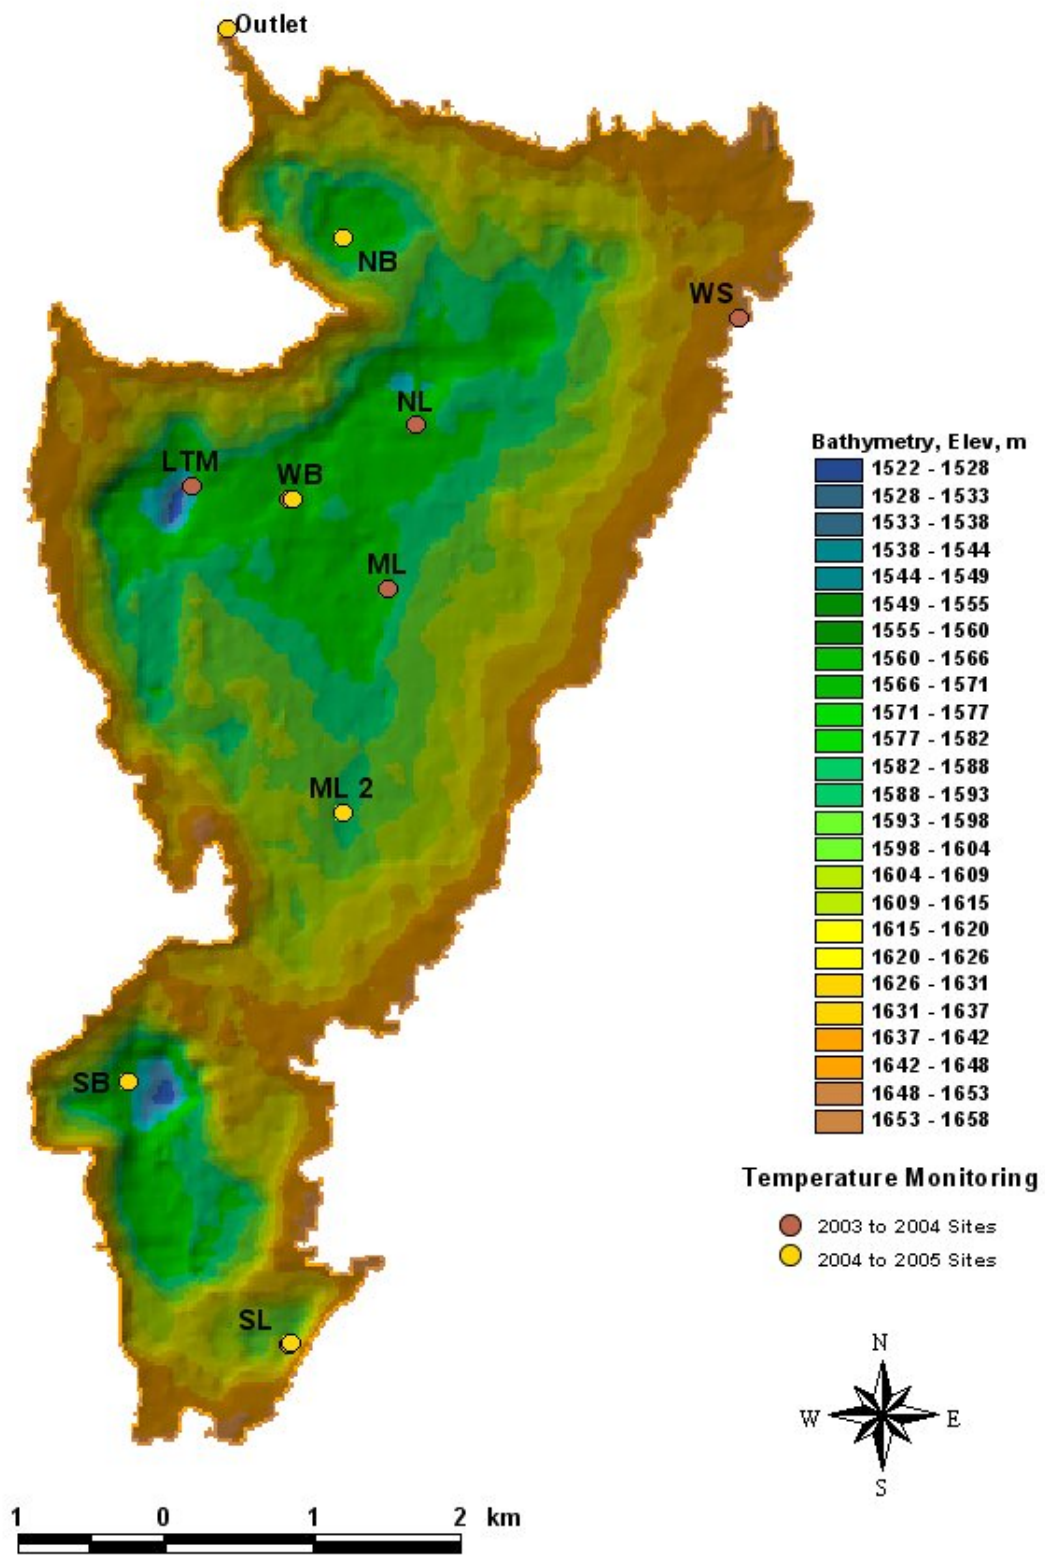 Outlet
NB
WS
NL
LTM
WB
ML
ML 2
SB
SL
Bathymetry, Elev, m
1522 - 1528
1528 - 1533
1533 - 1538
1538 - 1544
1544 - 1549
1549 - 1555
1555 - 1560
1560 - 1566
1566 - 1571
1571 - 1577
1577 - 1582
1582 - 1588
1588 - 1593
1593 - 1598
1598 - 1604
1604 - 1609
1609 - 1615
1615 - 1620
1620 - 1626
1626 - 1631
1631 - 1637
1637 - 1642
1642 - 1648
1648 - 1653
1653 - 1658
Temperature Monitoring
2003 to 2004 Sites
2004 to 2005 Sites
N
W E
S
1 0 1 2 km